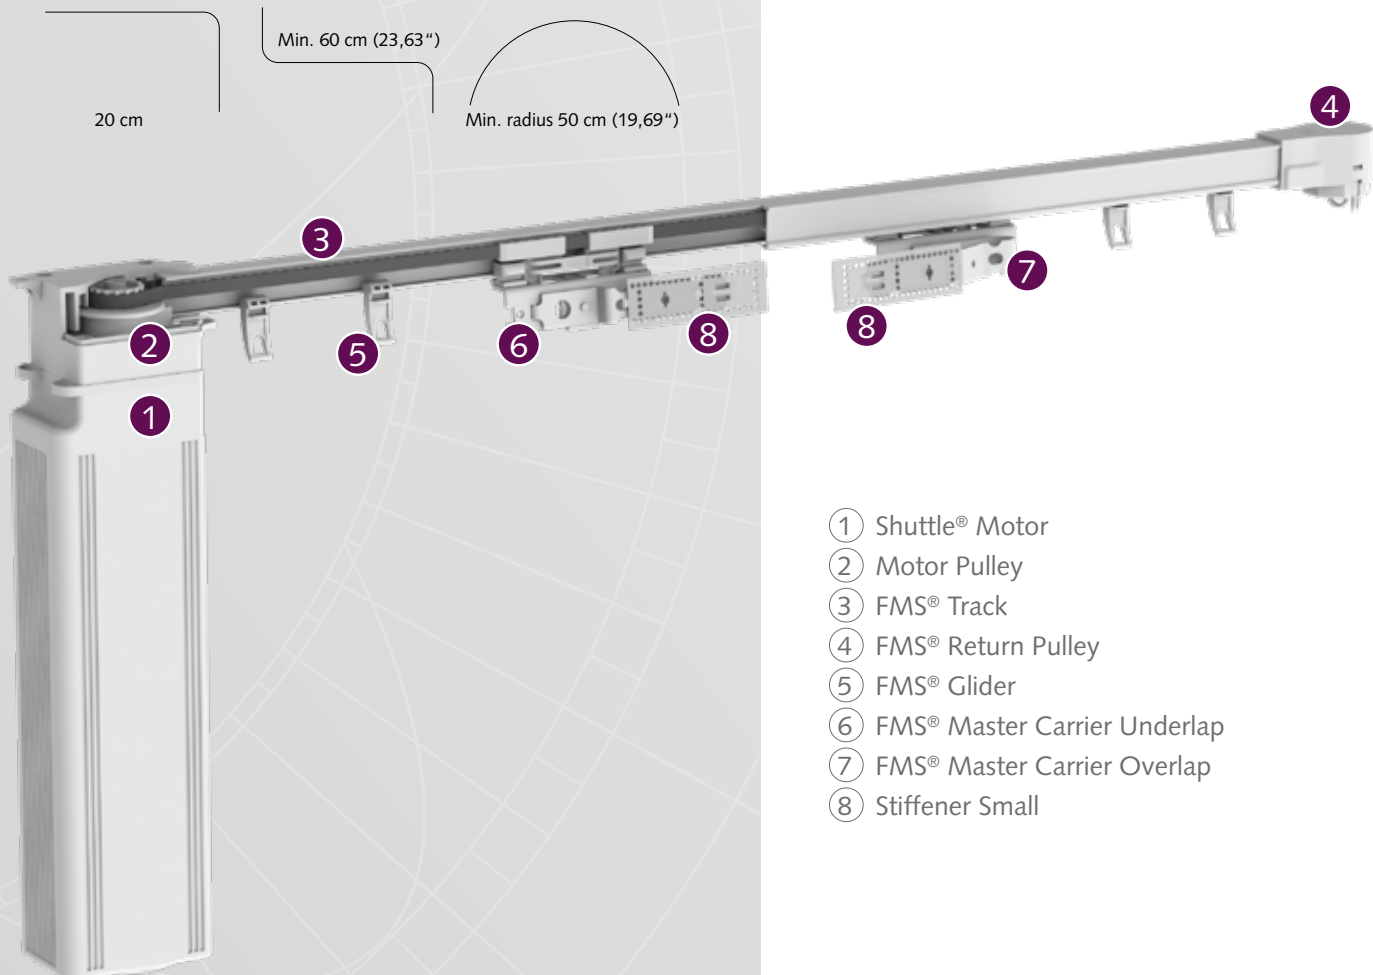 Min. 60 cm (23,63“)
20 cm
Min. radius 50 cm (19,69“)
4
3
7
8
8
2
6
5
1
1 Shuttle® Motor
2 Motor Pulley
3 FMS® Track
4 FMS® Return Pulley
5 FMS® Glider
6 FMS® Master Carrier Underlap
7 FMS® Master Carrier Overlap
8 Stiffener Small